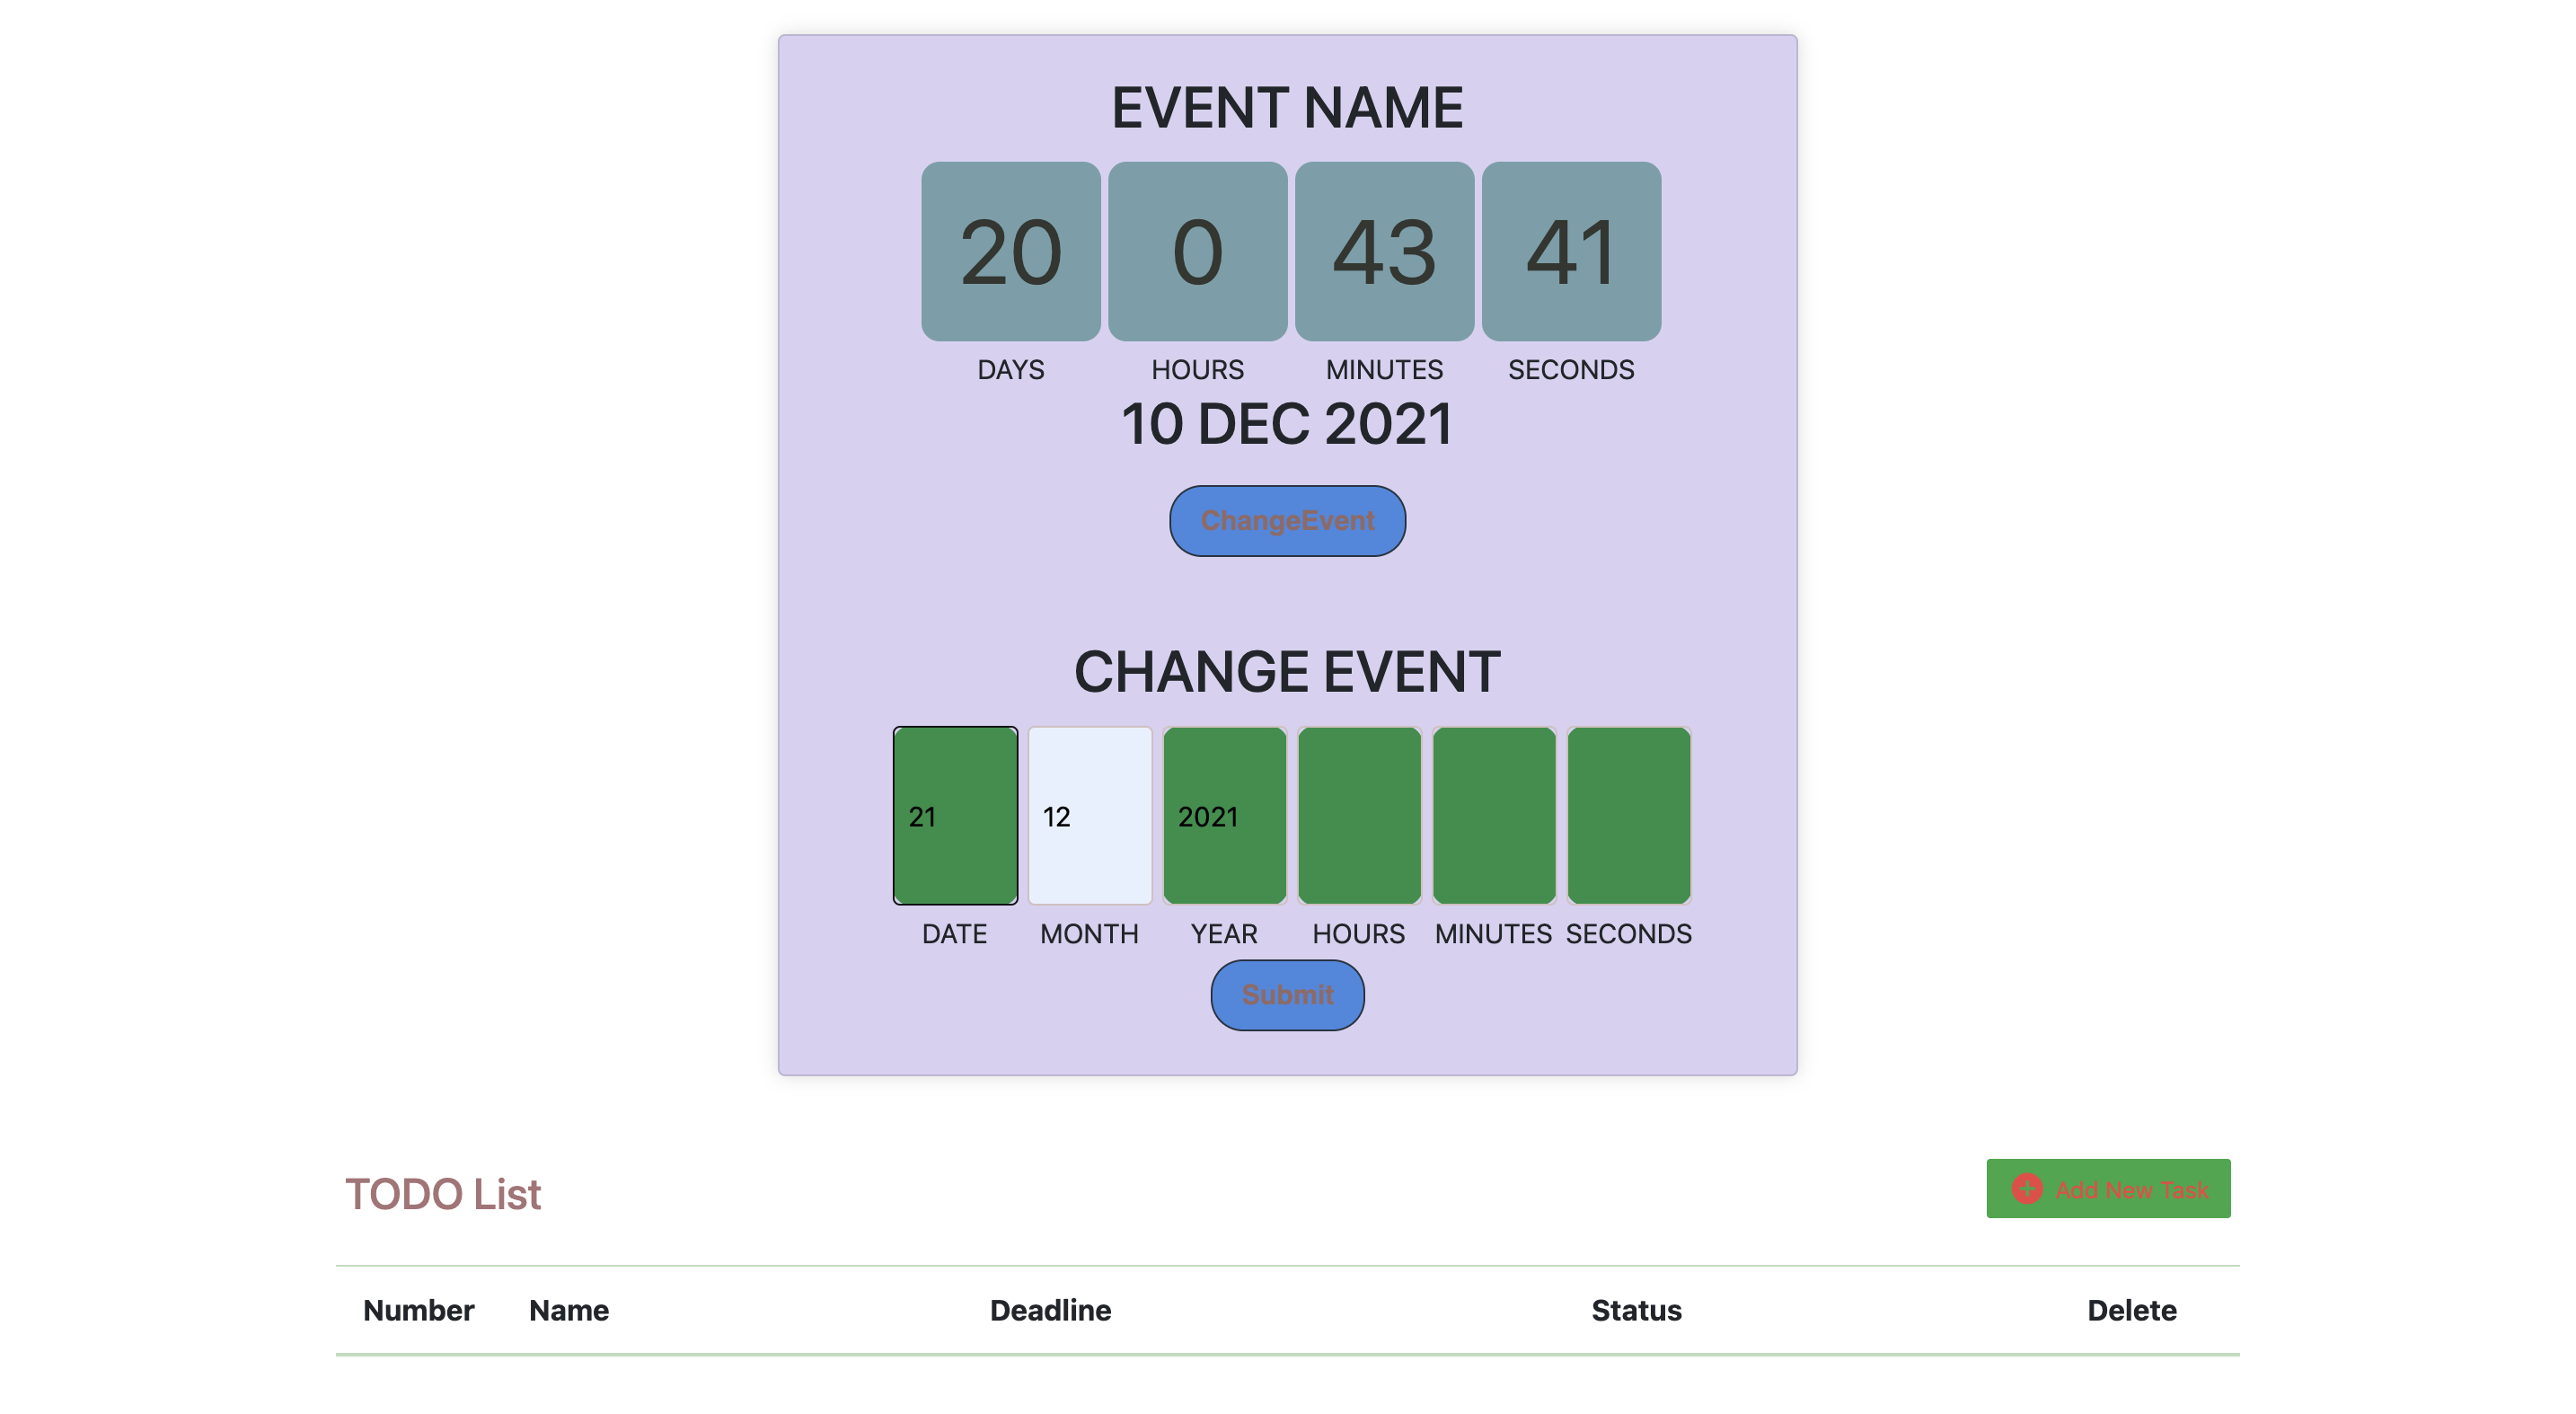 EVENT NAME
20 0 43 41
DAYS HOURS MINUTES SECONDS
10 DEC 2021
ChangeEvent
CHANGE EVENT
21 12 2021
DATE MONTH YEAR HOURS MINUTES SECONDS
Submit
TODO List
Add New Task
Number Name Deadline Status Delete